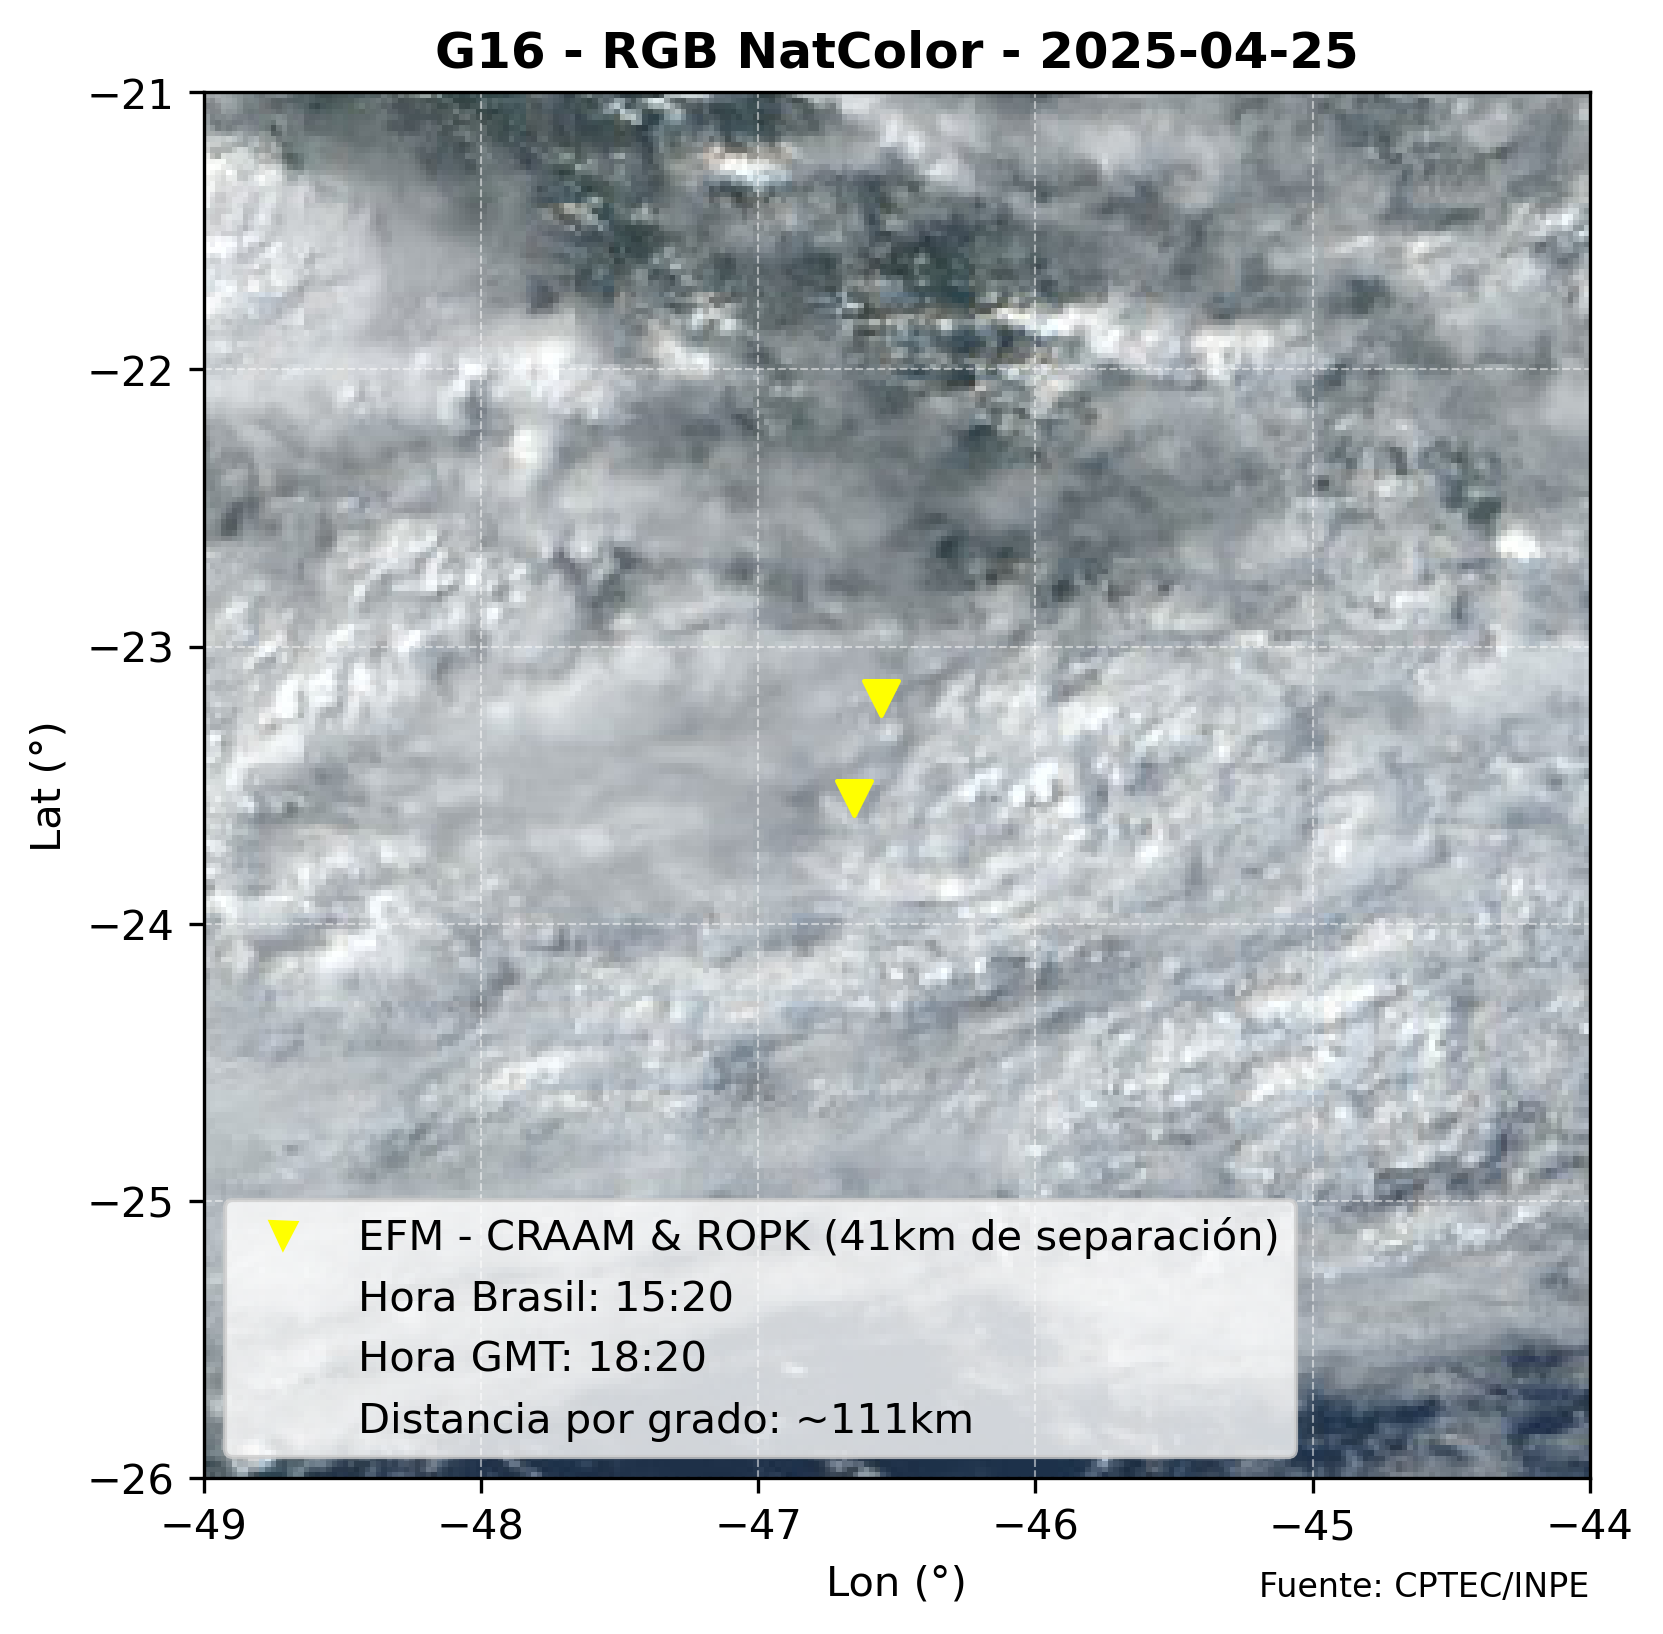 G16 - RGB NatColor - 2025-04-25
−21
−22
−23
−24
−25
−26
Lat (°)
EFM - CRAAM & ROPK (41km de separación)
Hora Brasil: 15:20
Hora GMT: 18:20
Distancia por grado: ~111km
−49
−48
−47
−46
−45
−44
Lon (°)
Fuente: CPTEC/INPE